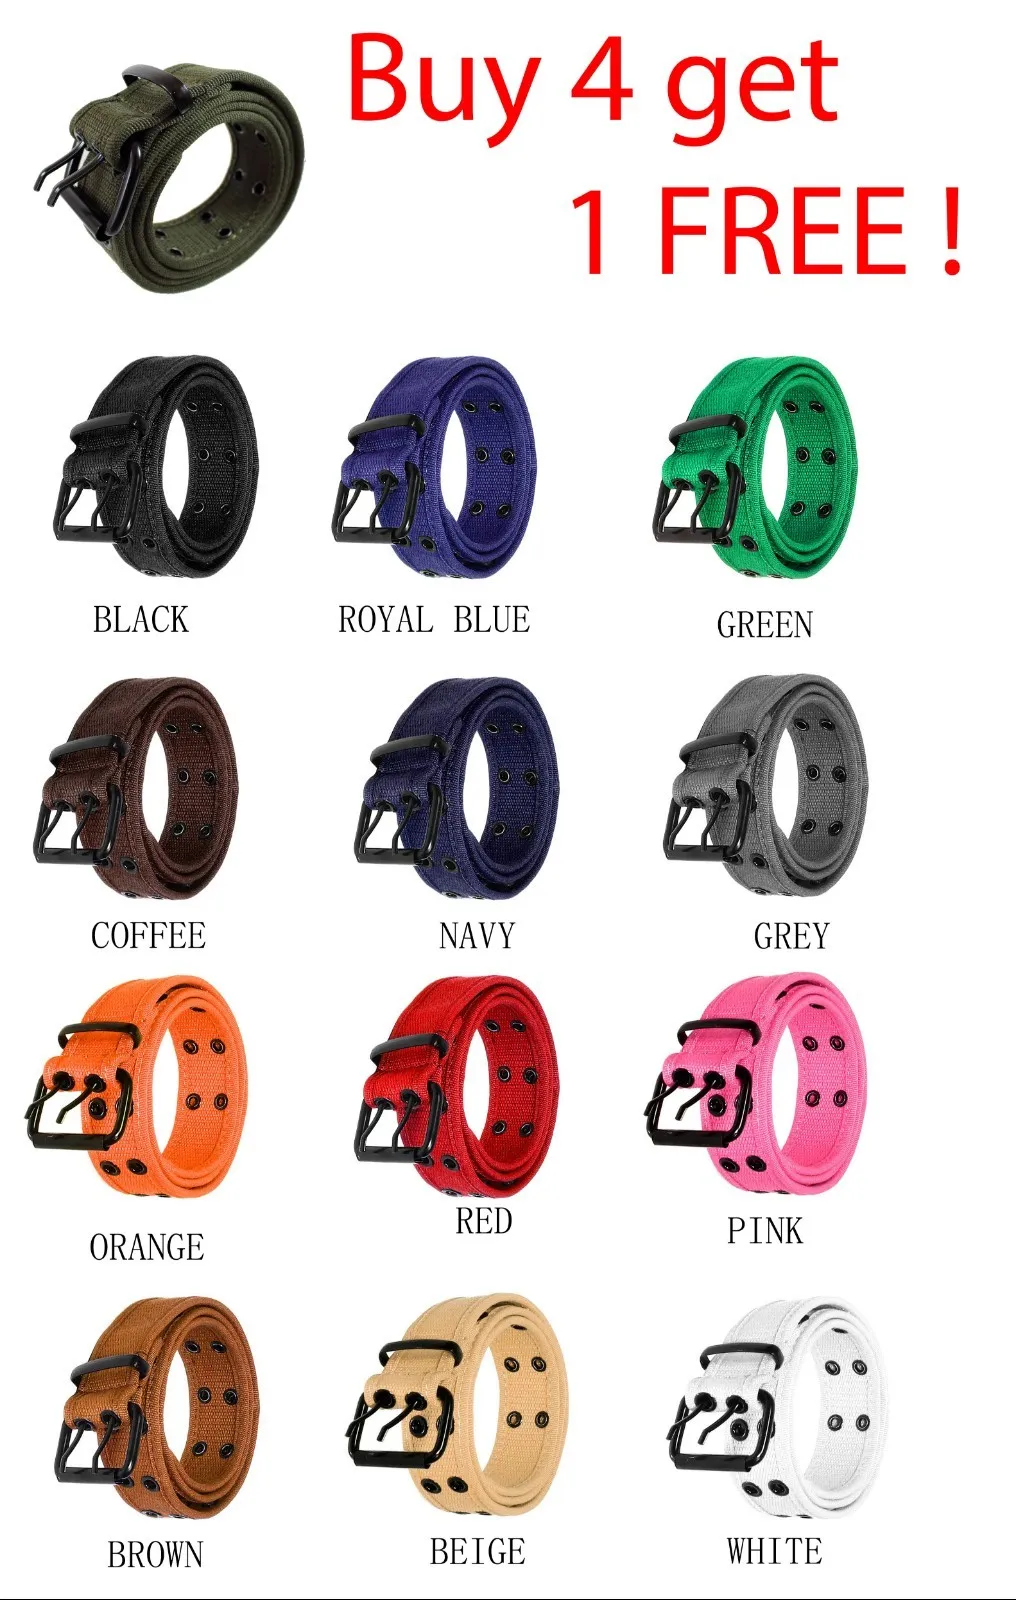 Buy 4 get
1 FREE !
BLACK
ROYAL BLUE
GREEN
COFFEE
NAVY
GREY
ORANGE
RED
PINK
BROWN
BEIGE
WHITE